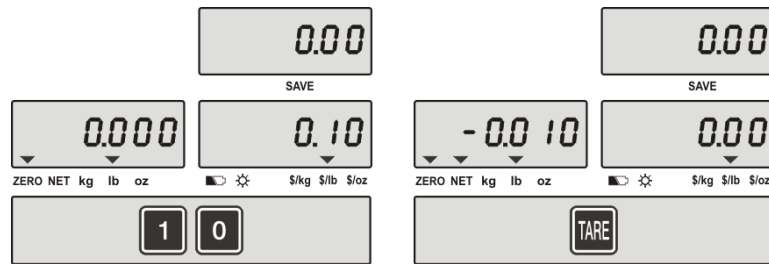 0.00
SAVE
0.000
0.10
ZERO NET kg lb oz
$/kg $/lb $/oz
1 0
0.00
SAVE
-0.010
0.00
ZERO NET kg lb oz
$/kg $/lb $/oz
TARE